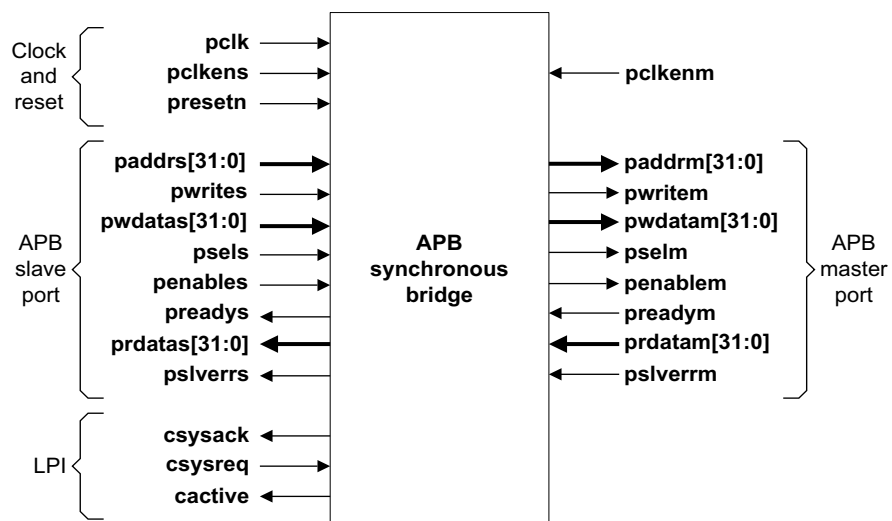 Clock
and
reset
pclk
pclkens
presetn
pclkenm
APB
slave
port
paddrs[31:0]
pwrites
pwdatas[31:0]
psels
penables
preadys
prdatas[31:0]
pslverrs
APB
synchronous
bridge
paddrm[31:0]
pwritem
pwdatam[31:0]
pselm
penablem
preadym
prdatam[31:0]
pslverrm
APB
master
port
LPI
csysack
csysreq
cactive